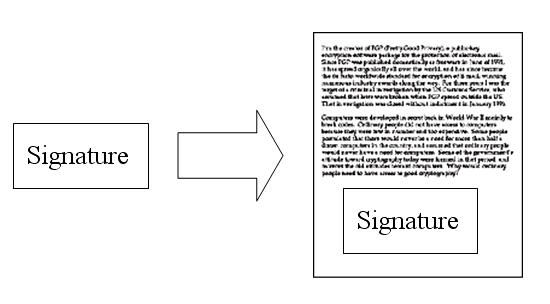 Signature
I'm the creator of PGP (Pretty Good Privacy), a public-key
encryption software package for the protection of electronic mail.
Since PGP was published domestically as freeware in June of 1991,
it has spread organically all over the world, and has since become
the de facto worldwide standard for encryption of E-mail, winning
numerous industry awards along the way. For three years I was the
target of a criminal investigation by the US Customs Service, who
assumed that laws were broken when PGP spread outside the US.
That investigation was closed without indictment in January 1996.
Computers were developed in secret back in World War II mainly to
break codes. Ordinary people did not have access to computers,
because they were few in number and too expensive. Some people
postulated that there would never be a need for more than half a
dozen computers in the country, and assumed that ordinary people
would never have a need for computers. Some of the government's
attitude toward cryptography today were formed in that period, and
mirrors the old attitudes toward computers. Why would ordinary
people need to have access to good cryptography?
Signature